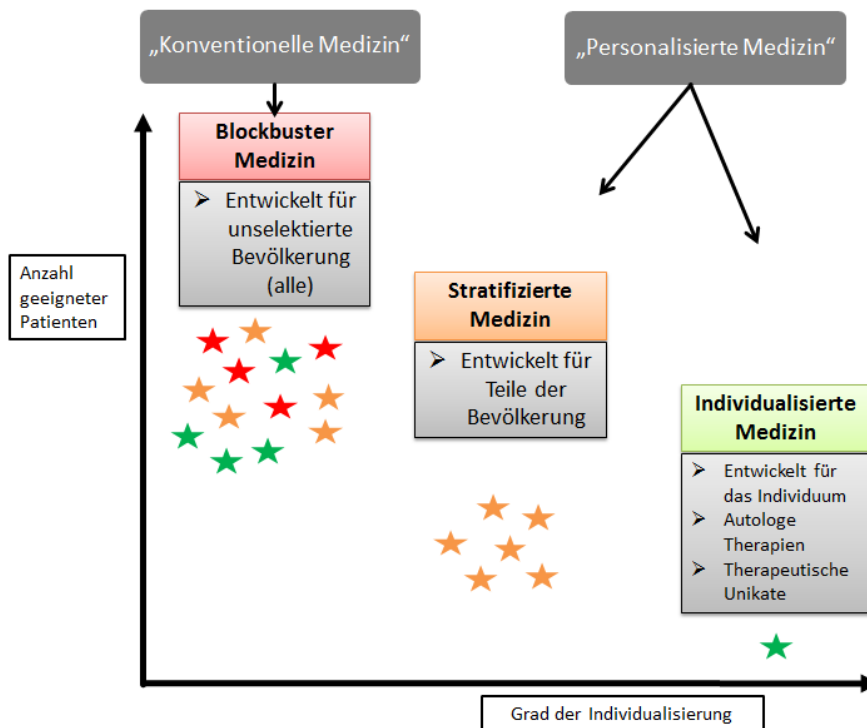 „Konventionelle Medizin“
„Personalisierte Medizin“
Blockbuster
Medizin
➢ Entwickelt für
unselektierte
Bevölkerung
(alle)
Anzahl
geeigneter
Patienten
Stratifizierte
Medizin
➢ Entwickelt für
Teile der
Bevölkerung
Individualisierte
Medizin
➢ Entwickelt für
das Individuum
➢ Autologe
Therapien
➢ Therapeutische
Unikate
Grad der Individualisierung